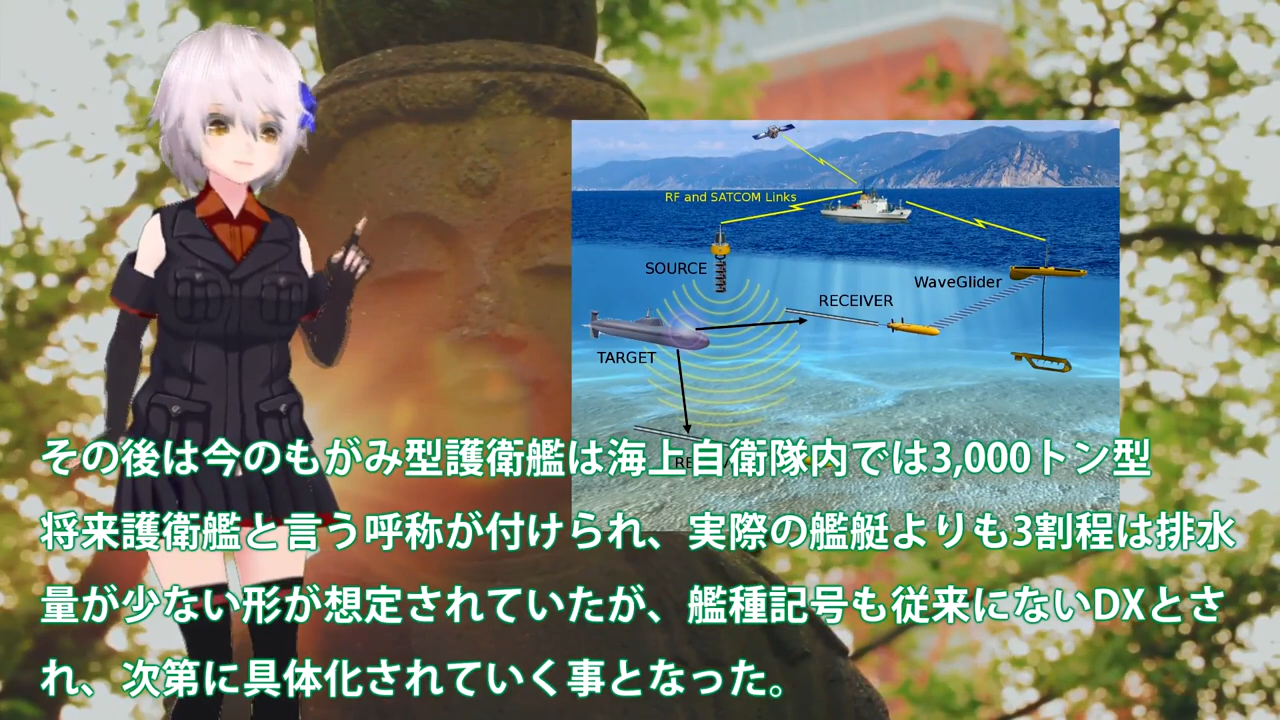 RF and SATCOM Links
SOURCE
WaveGlider
RECEIVER
TARGET
その後は今のもがみ型護衛艦は海上自衛隊内では3,000トン型
将来護衛艦と言う呼称が付けられ、実際の艦艇よりも3割程は排水
量が少ない形が想定されていたが、艦種記号も従来にないDXとさ
れ、次第に具体化されていく事となった。